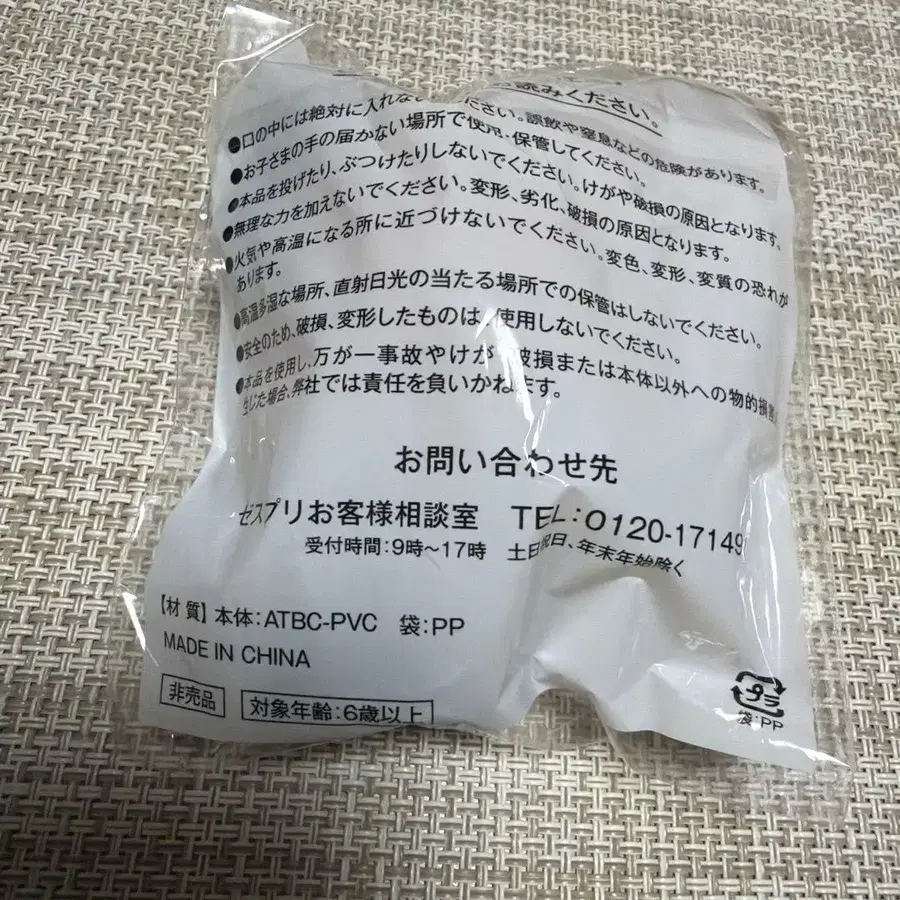 読みください。
●口の中には絶対に入れな ください。誤飲や窒息などの危険があります。
●お子さまの手の届かない場所で使用・保管してください。
●本品を投げたり、ぶつけたりしないでください。けがや破損の原因となります。
●無理な力を加えないでください。変形、劣化、破損の原因となります。
●火気や高温になる所に近づけないでください。変色、変形、変質の恐れが
あります。
●高温多湿な場所、直射日光の当たる場所での保管はしないでください。
●安全のため、破損、変形したものは、使用しないでください。
●本品を使用し、万が一事故やけが 破損または本体以外への物的損害
生じた場合、弊社では責任を負いかねます。
お問い合わせ先
ゼスプリお客様相談室 TEL:0120-17149
受付時間:9時〜17時 土日祝日、年末年始除く
【材 質】本体:ATBC-PVC 袋:PP
MADE IN CHINA
非売品 対象年齢:6歳以上
プラ
袋:PP